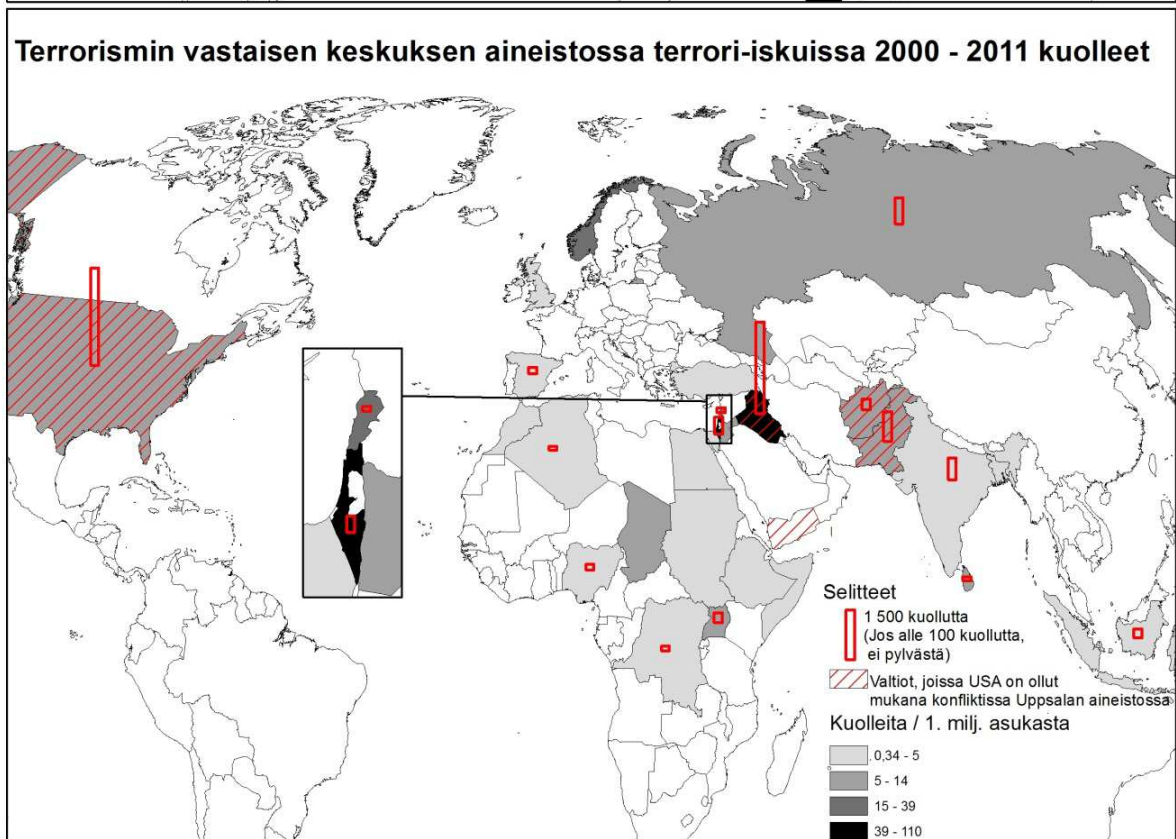 Terrorismin vastaisen keskuksen aineistossa terrori-iskuissa 2000 - 2011 kuolleet
Selitteet
1 500 kuollutta
(Jos alle 100 kuollutta,
ei pylvästä)
Valtiot, joissa USA on ollut
mukana konfliktissa Uppsalan aineistossa
Kuolleita / 1. milj. asukasta
0,34 - 5
5 - 14
15 - 39
39 - 110